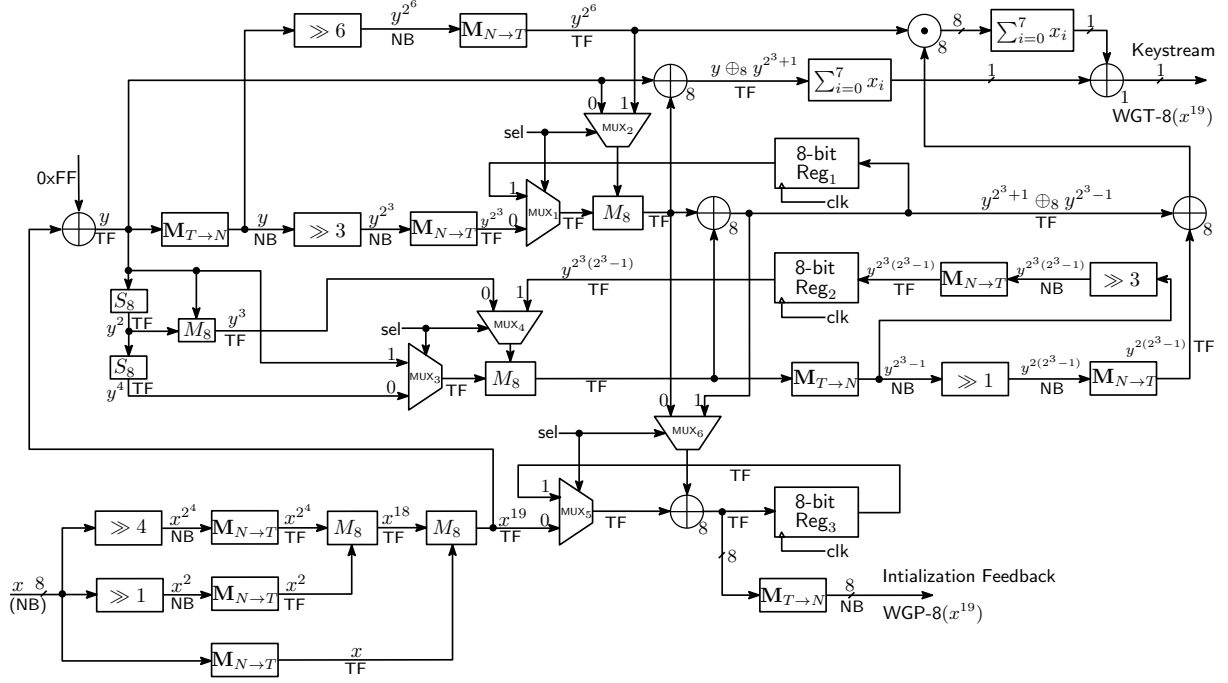 ≫ 6
y^{2^6}
NB
M_{N→T}
y^{2^6}
TF
8
8
∑_{i=0}^{7} x_i
1
Keystream
y ⊕_8 y^{2^3+1}
TF
8
∑_{i=0}^{7} x_i
1
1
1
WGT-8(x^{19})
0
1
sel
MUX_2
0xFF
y
TF
M_{T→N}
y
NB
≫ 3
y^{2^3}
NB
M_{N→T}
y^{2^3}
TF
1
0
MUX_1
TF
M_8
TF
8
8-bit
Reg_1
clk
y^{2^3+1} ⊕_8 y^{2^3−1}
TF
8
S_8
y^2
TF
M_8
y^3
TF
S_8
y^4
TF
0
1
sel
MUX_4
y^{2^3(2^3−1)}
TF
8-bit
Reg_2
clk
y^{2^3(2^3−1)}
TF
M_{N→T}
y^{2^3(2^3−1)}
NB
≫ 3
1
0
MUX_3
TF
M_8
TF
M_{T→N}
y^{2^3−1}
NB
≫ 1
y^{2(2^3−1)}
NB
M_{N→T}
y^{2(2^3−1)}
TF
0
1
sel
MUX_6
TF
1
0
MUX_5
TF
8
TF
8-bit
Reg_3
clk
≫ 4
x^{2^4}
NB
M_{N→T}
x^{2^4}
TF
M_8
x^{18}
TF
M_8
x^{19}
TF
x
8
(NB)
≫ 1
x^2
NB
M_{N→T}
x^2
TF
8
M_{T→N}
8
NB
Intialization Feedback
WGP-8(x^{19})
M_{N→T}
x
TF